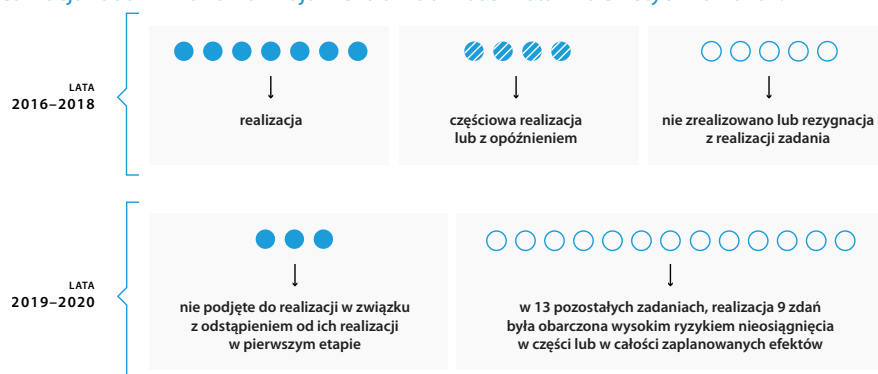 LATA
2016–2018
realizacja
częściowa realizacja
lub z opóźnieniem
nie zrealizowano lub rezygnacja
z realizacji zadania
LATA
2019–2020
nie podjęte do realizacji w związku
z odstąpieniem od ich realizacji
w pierwszym etapie
w 13 pozostałych zadaniach, realizacja 9 zdań
była obarczona wysokim ryzykiem nieosiągnięcia
w części lub w całości zaplanowanych efektów